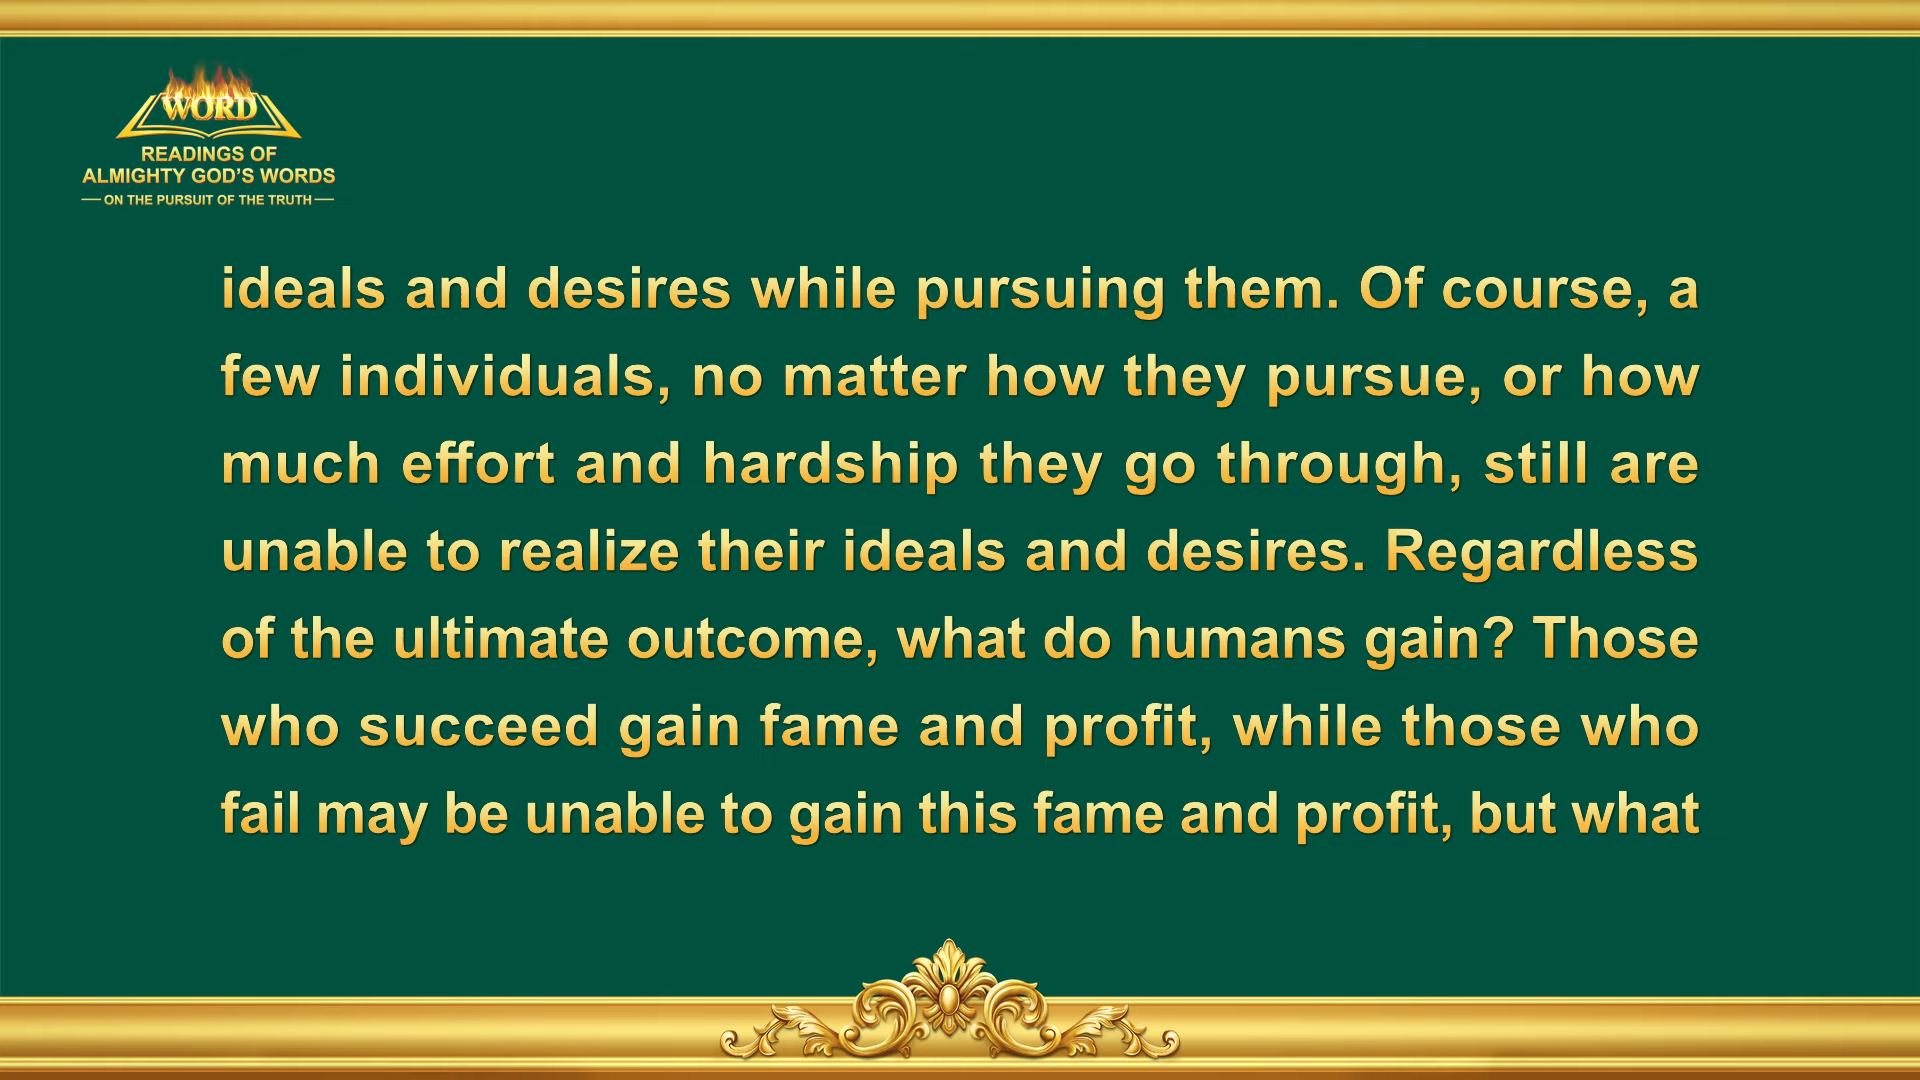 WORD
READINGS OF
ALMIGHTY GOD'S WORDS
— ON THE PURSUIT OF THE TRUTH —
ideals and desires while pursuing them. Of course, a
few individuals, no matter how they pursue, or how
much effort and hardship they go through, still are
unable to realize their ideals and desires. Regardless
of the ultimate outcome, what do humans gain? Those
who succeed gain fame and profit, while those who
fail may be unable to gain this fame and profit, but what